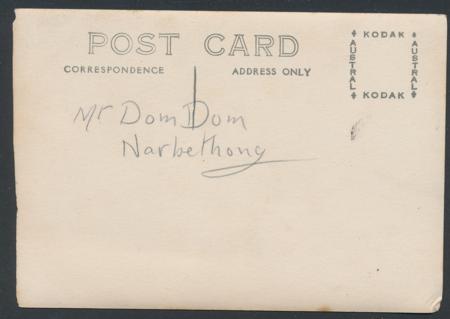 POST CARD
CORRESPONDENCE ADDRESS ONLY
KODAK
AUSTRAL
AUSTRAL
KODAK
Mr Dom Dom
Narbethong